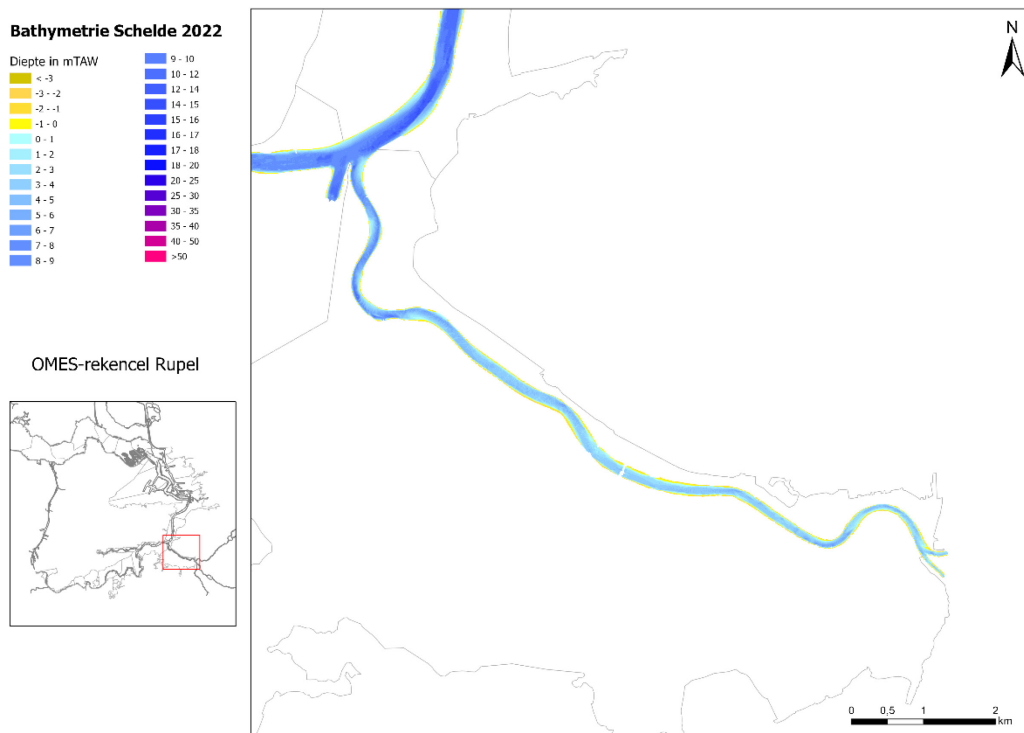 Bathymetrie Schelde 2022
Diepte in mTAW
< -3
-3 - -2
-2 - -1
-1 - 0
0 - 1
1 - 2
2 - 3
3 - 4
4 - 5
5 - 6
6 - 7
7 - 8
8 - 9
9 - 10
10 - 12
12 - 14
14 - 15
15 - 16
16 - 17
17 - 18
18 - 20
20 - 25
25 - 30
30 - 35
35 - 40
40 - 50
>50
OMES-rekencel Rupel
N
0 0,5 1 2
km